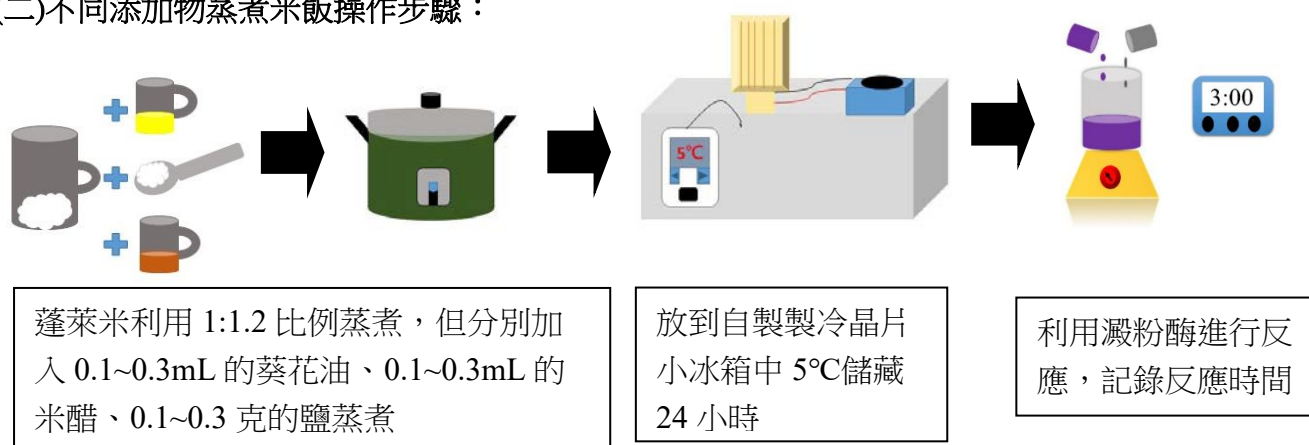 (二)不同添加物蒸煮米飯操作步驟：
5℃
3:00
蓬萊米利用 1:1.2 比例蒸煮，但分別加
入 0.1~0.3mL 的葵花油、0.1~0.3mL 的
米醋、0.1~0.3 克的鹽蒸煮
放到自製製冷晶片
小冰箱中 5℃儲藏
24 小時
利用澱粉酶進行反
應，記錄反應時間